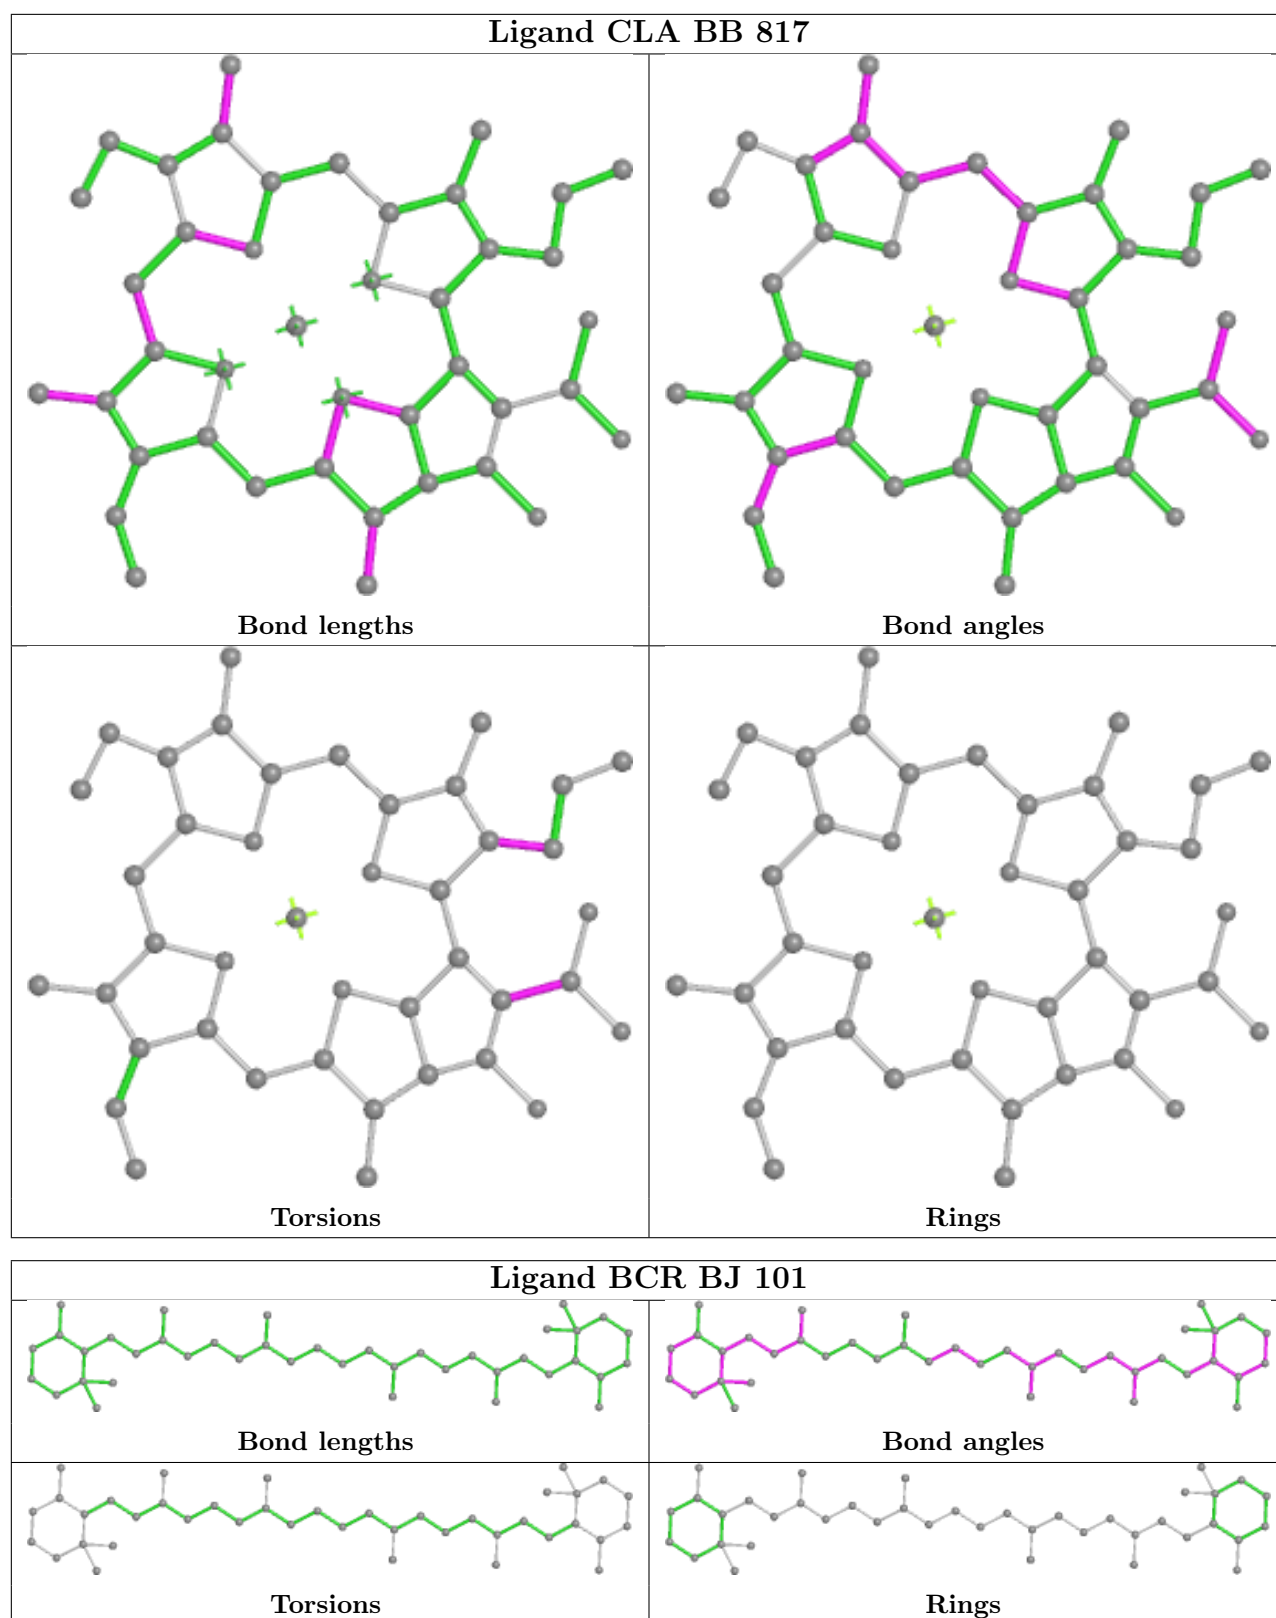 Ligand CLA BB 817
Bond lengths
Bond angles
Torsions
Rings
Ligand BCR BJ 101
Bond lengths
Bond angles
Torsions
Rings